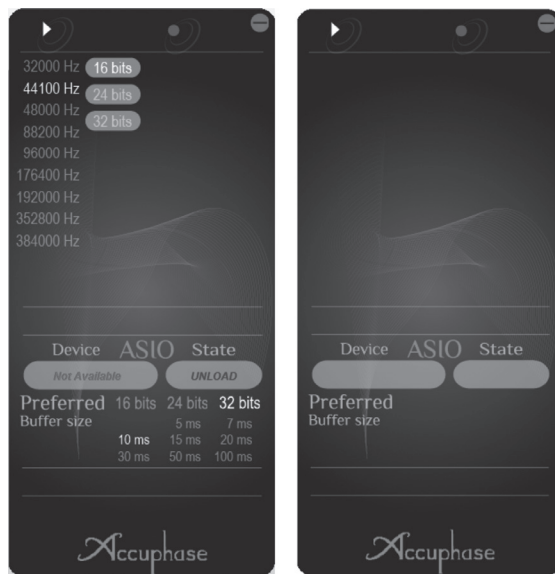 32000 Hz 16 bits
44100 Hz 24 bits
48000 Hz 32 bits
88200 Hz
96000 Hz
176400 Hz
192000 Hz
352800 Hz
384000 Hz
Device ASIO State
Not Available UNLOAD
Preferred 16 bits 24 bits 32 bits
Buffer size 5 ms 7 ms
10 ms 15 ms 20 ms
30 ms 50 ms 100 ms
Accuphase
Device ASIO State
Preferred
Buffer size
Accuphase